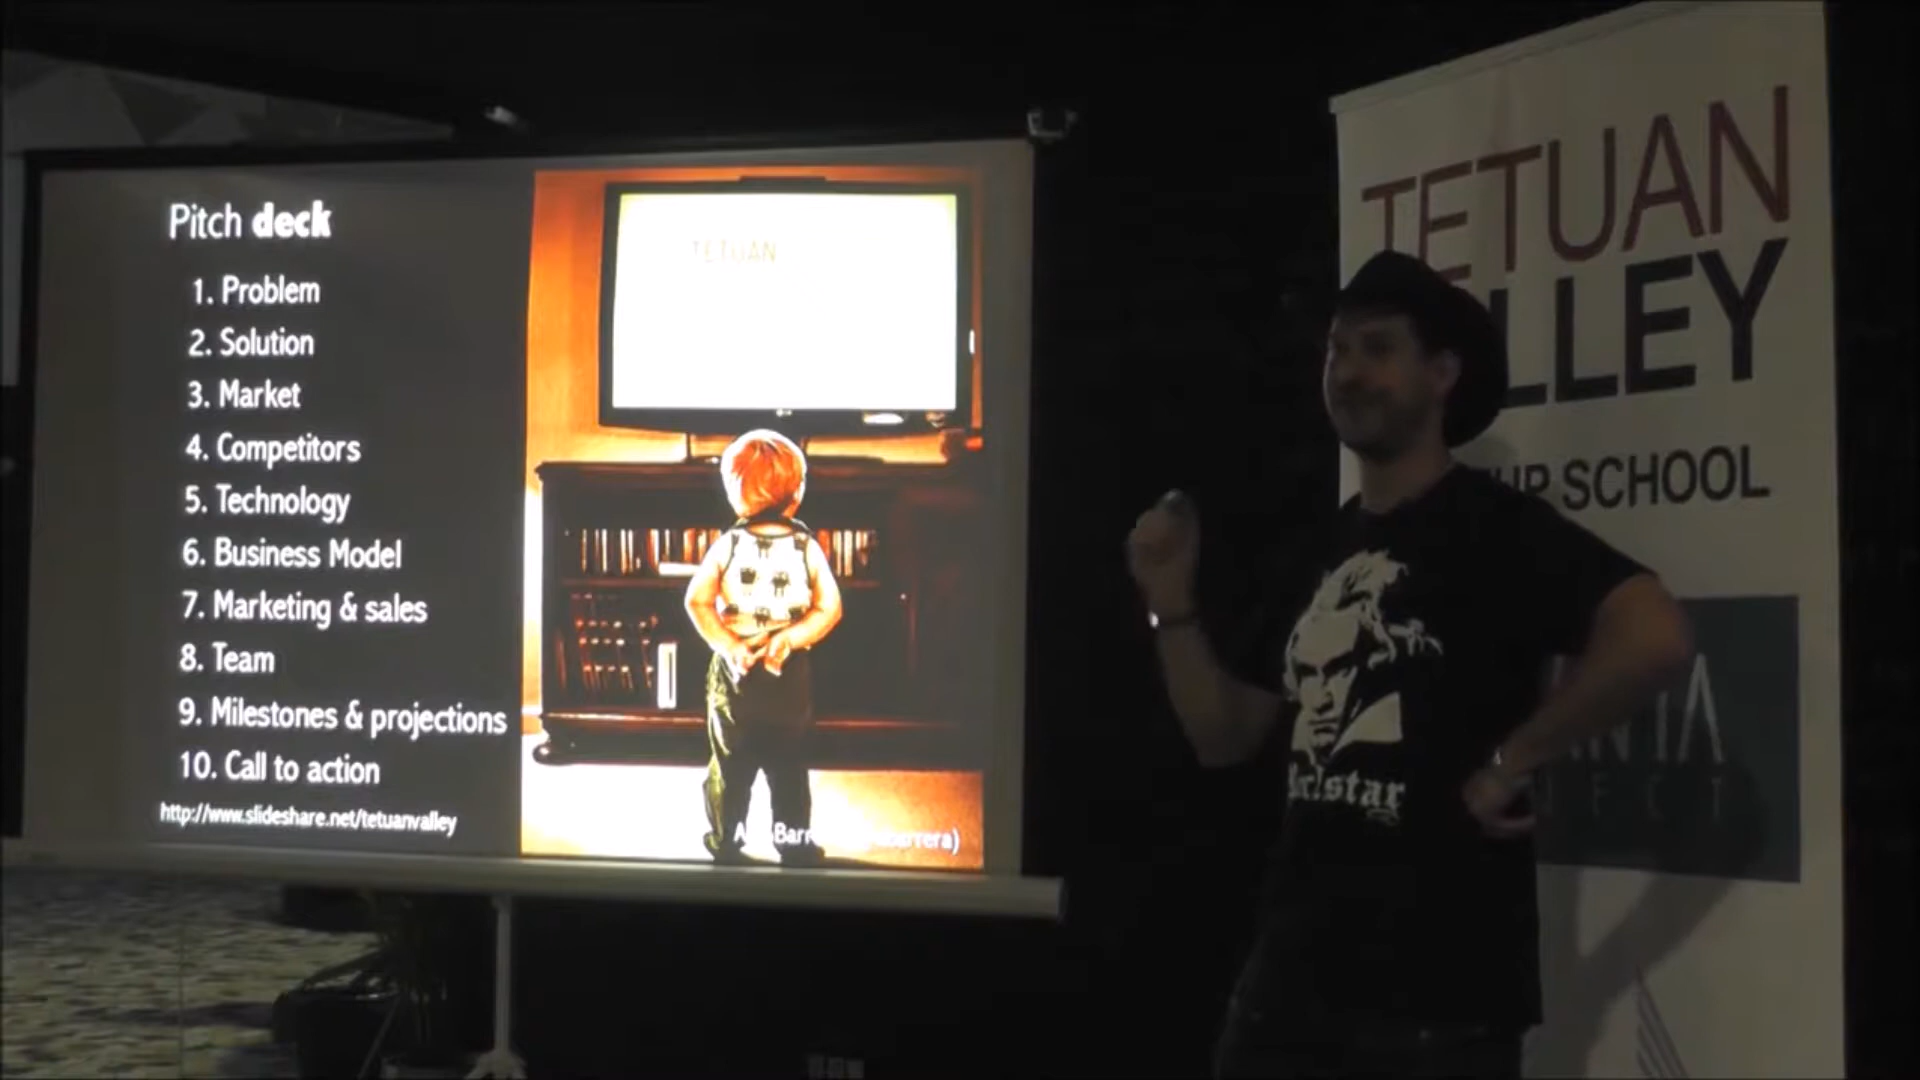 Pitch deck
1. Problem
2. Solution
3. Market
4. Competitors
5. Technology
6. Business Model
7. Marketing & sales
8. Team
9. Milestones & projections
10. Call to action
http://www.slideshare.net/tetuanvalley
TETUAN
TETUAN
LLEY
SCHOOL